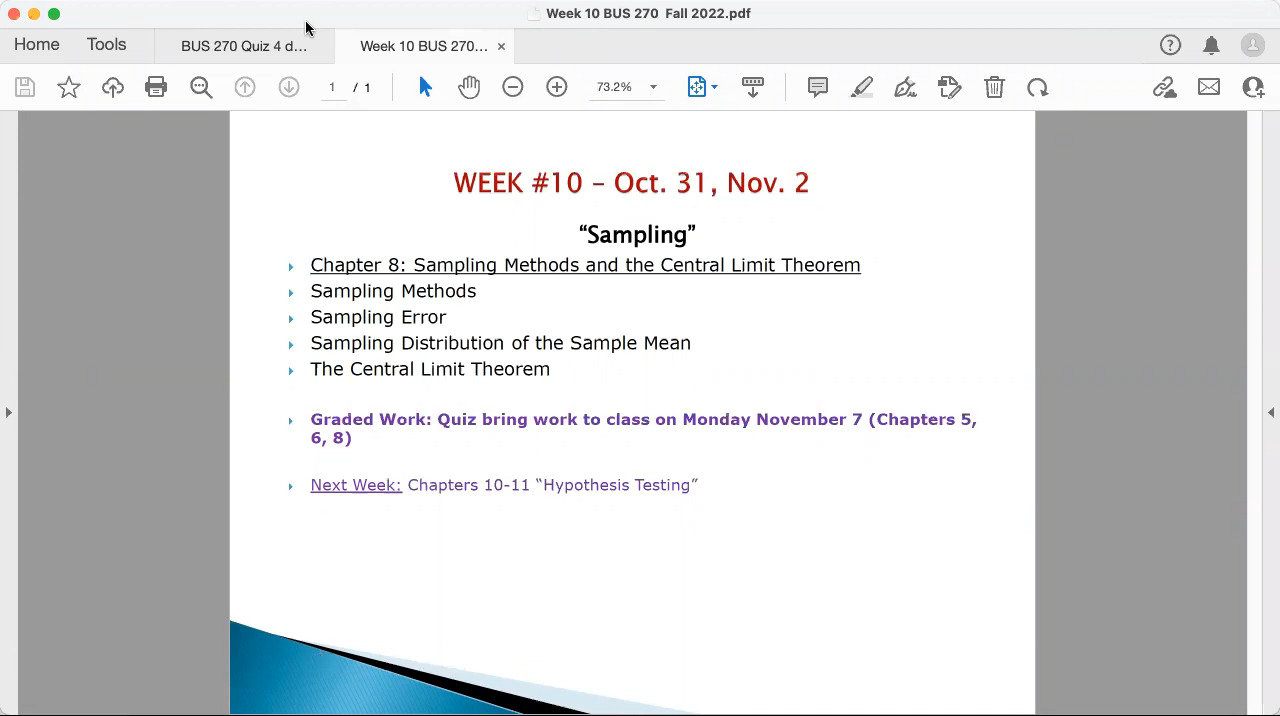 Week 10 BUS 270 Fall 2022.pdf
Home Tools BUS 270 Quiz 4 d... Week 10 BUS 270... ×
1 / 1 73.2%
WEEK #10 – Oct. 31, Nov. 2
“Sampling”
Chapter 8: Sampling Methods and the Central Limit Theorem
Sampling Methods
Sampling Error
Sampling Distribution of the Sample Mean
The Central Limit Theorem
Graded Work: Quiz bring work to class on Monday November 7 (Chapters 5,
6, 8)
Next Week: Chapters 10-11 “Hypothesis Testing”